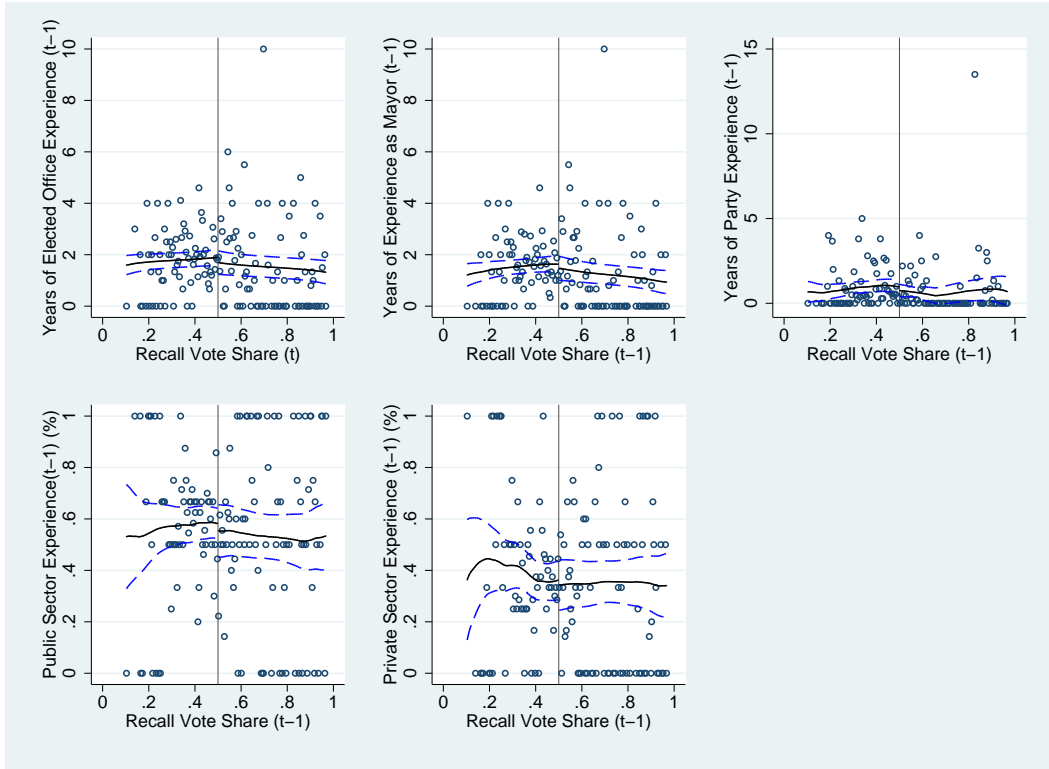 Years of Elected Office Experience (t−1)
0 2 4 6 8 10
0 .2 .4 .6 .8 1
Recall Vote Share (t)
Years of Experience as Mayor (t−1)
0 2 4 6 8 10
0 .2 .4 .6 .8 1
Recall Vote Share (t−1)
Years of Party Experience (t−1)
0 5 10 15
0 .2 .4 .6 .8 1
Recall Vote Share (t−1)
Public Sector Experience(t−1) (%)
0 .2 .4 .6 .8 1
0 .2 .4 .6 .8 1
Recall Vote Share (t−1)
Private Sector Experience (t−1) (%)
0 .2 .4 .6 .8 1
0 .2 .4 .6 .8 1
Recall Vote Share (t−1)